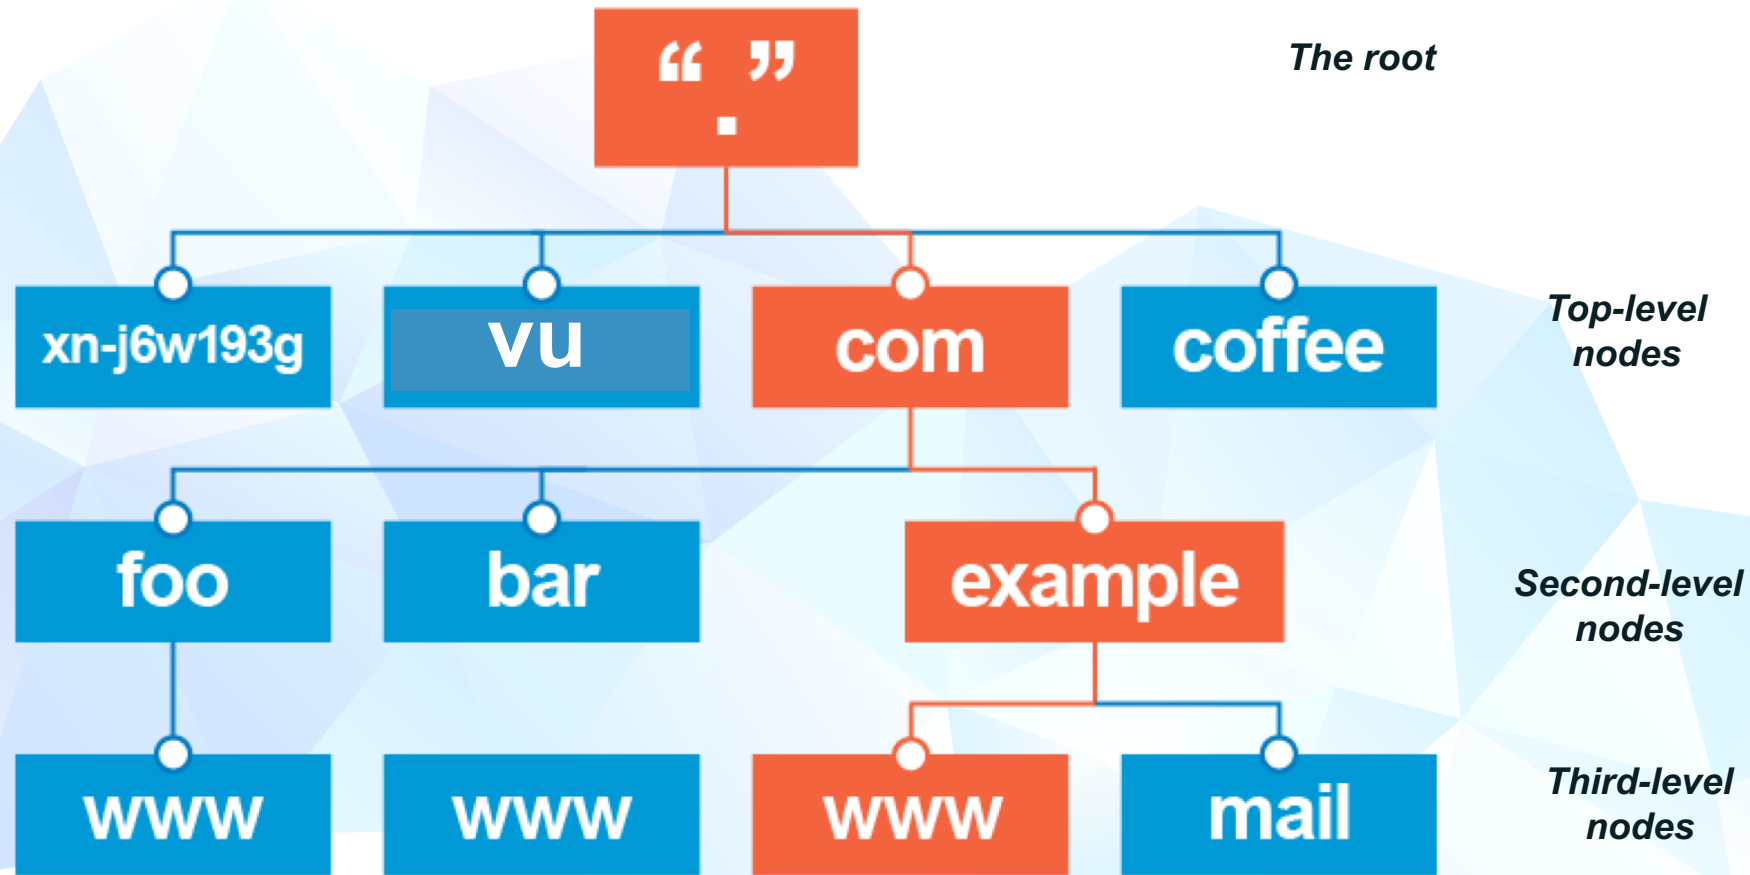 “.”
The root
xn-j6w193g
vu
com
coffee
Top-level
nodes
foo
bar
example
Second-level
nodes
www
www
www
mail
Third-level
nodes